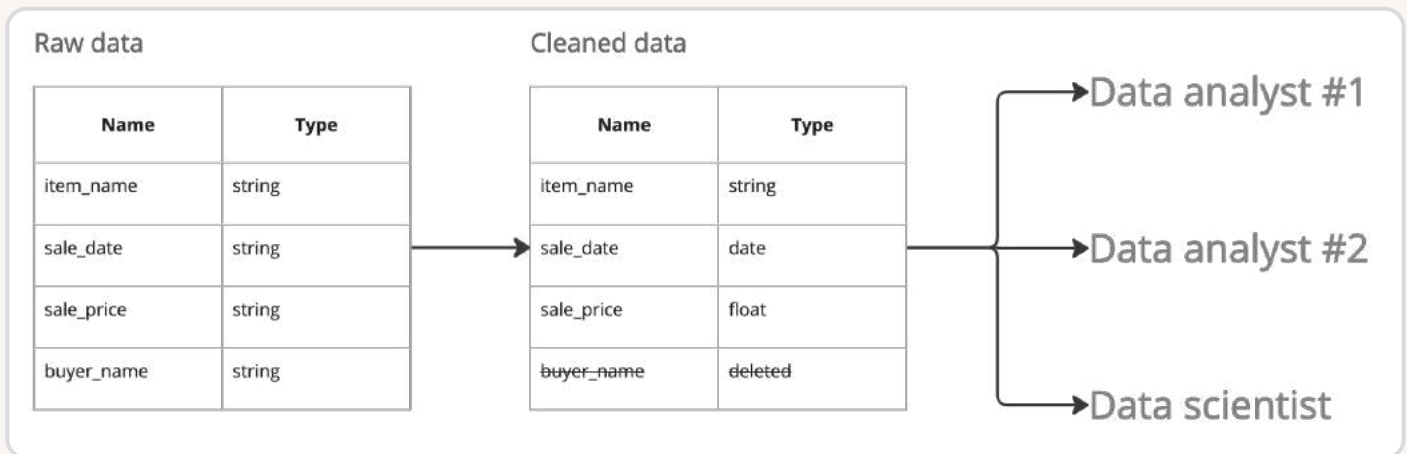 Raw data
Name Type
item_name string
sale_date string
sale_price string
buyer_name string
Cleaned data
Name Type
item_name string
sale_date date
sale_price float
buyer_name deleted
Data analyst #1
Data analyst #2
Data scientist